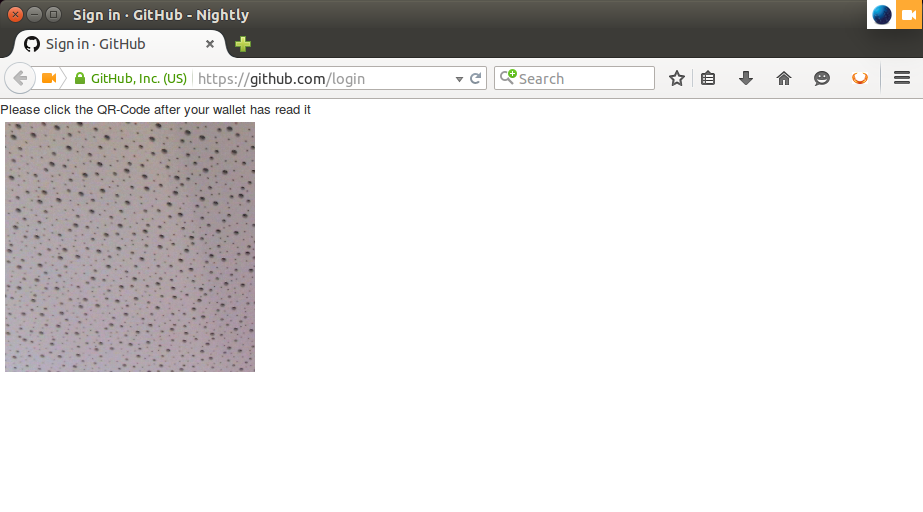 Sign in · GitHub - Nightly
Sign in · GitHub
GitHub, Inc. (US) https://github.com/login Search
Please click the QR-Code after your wallet has read it